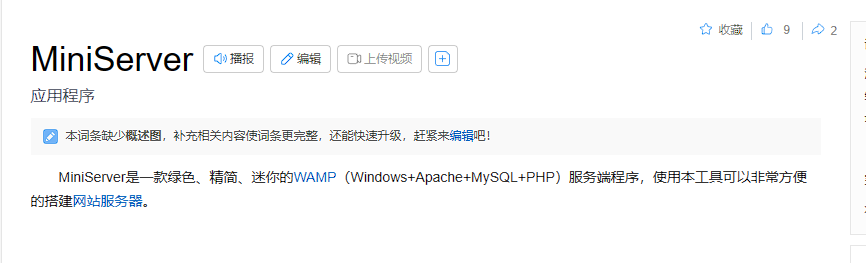 收藏 9 2
MiniServer 播报 编辑 上传视频
应用程序
本词条缺少概述图，补充相关内容使词条更完整，还能快速升级，赶紧来编辑吧！
MiniServer是一款绿色、精简、迷你的WAMP（Windows+Apache+MySQL+PHP）服务端程序，使用本工具可以非常方便
的搭建网站服务器。